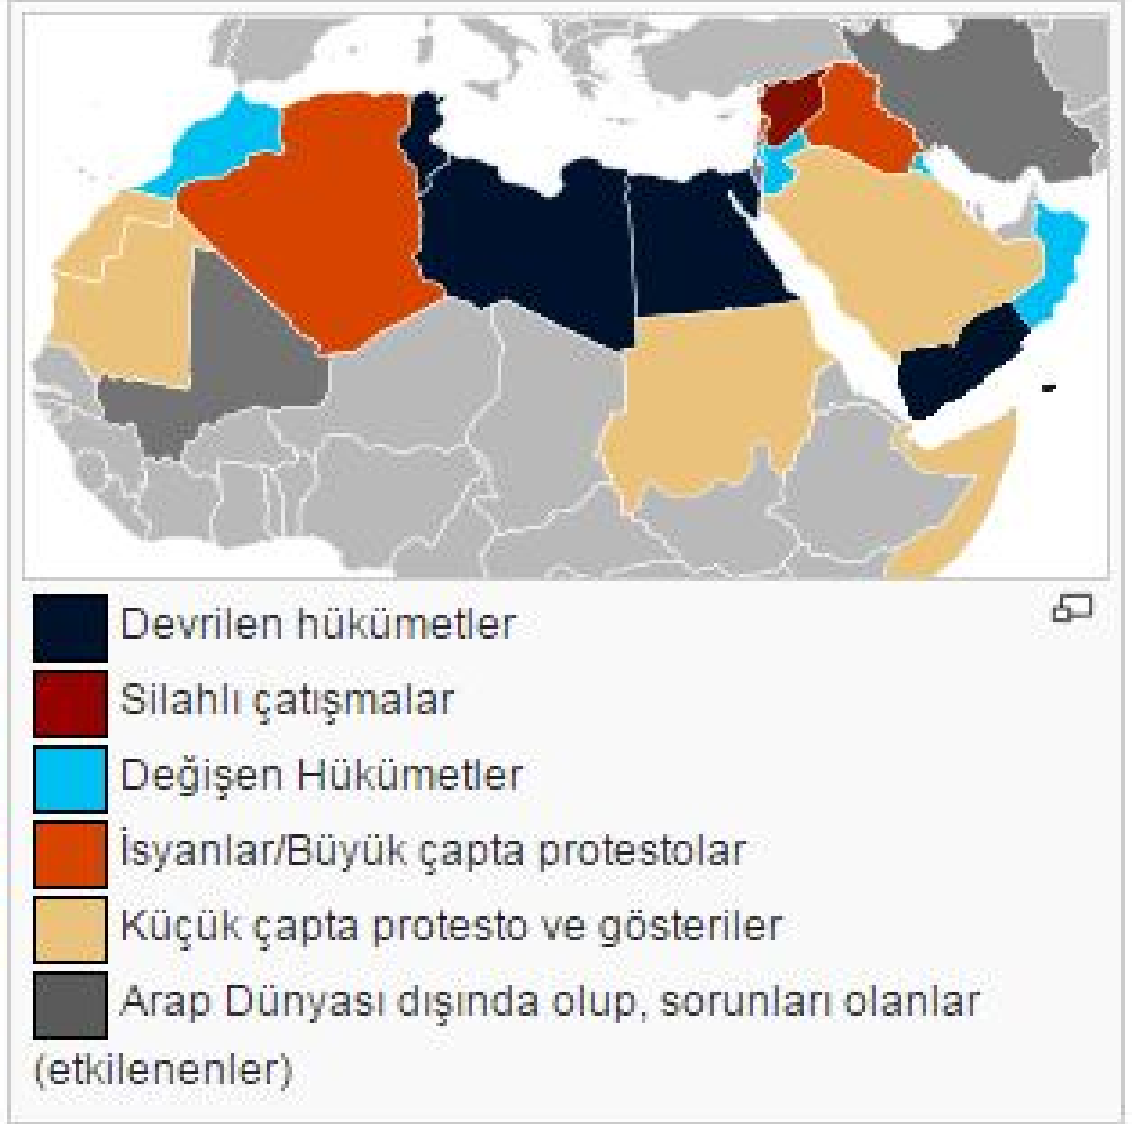 Devrilen hükümetler
Silahlı çatışmalar
Değişen Hükümetler
İsyanlar/Büyük çapta protestolar
Küçük çapta protesto ve gösteriler
Arap Dünyası dışında olup, sorunları olanlar
(etkilenenler)